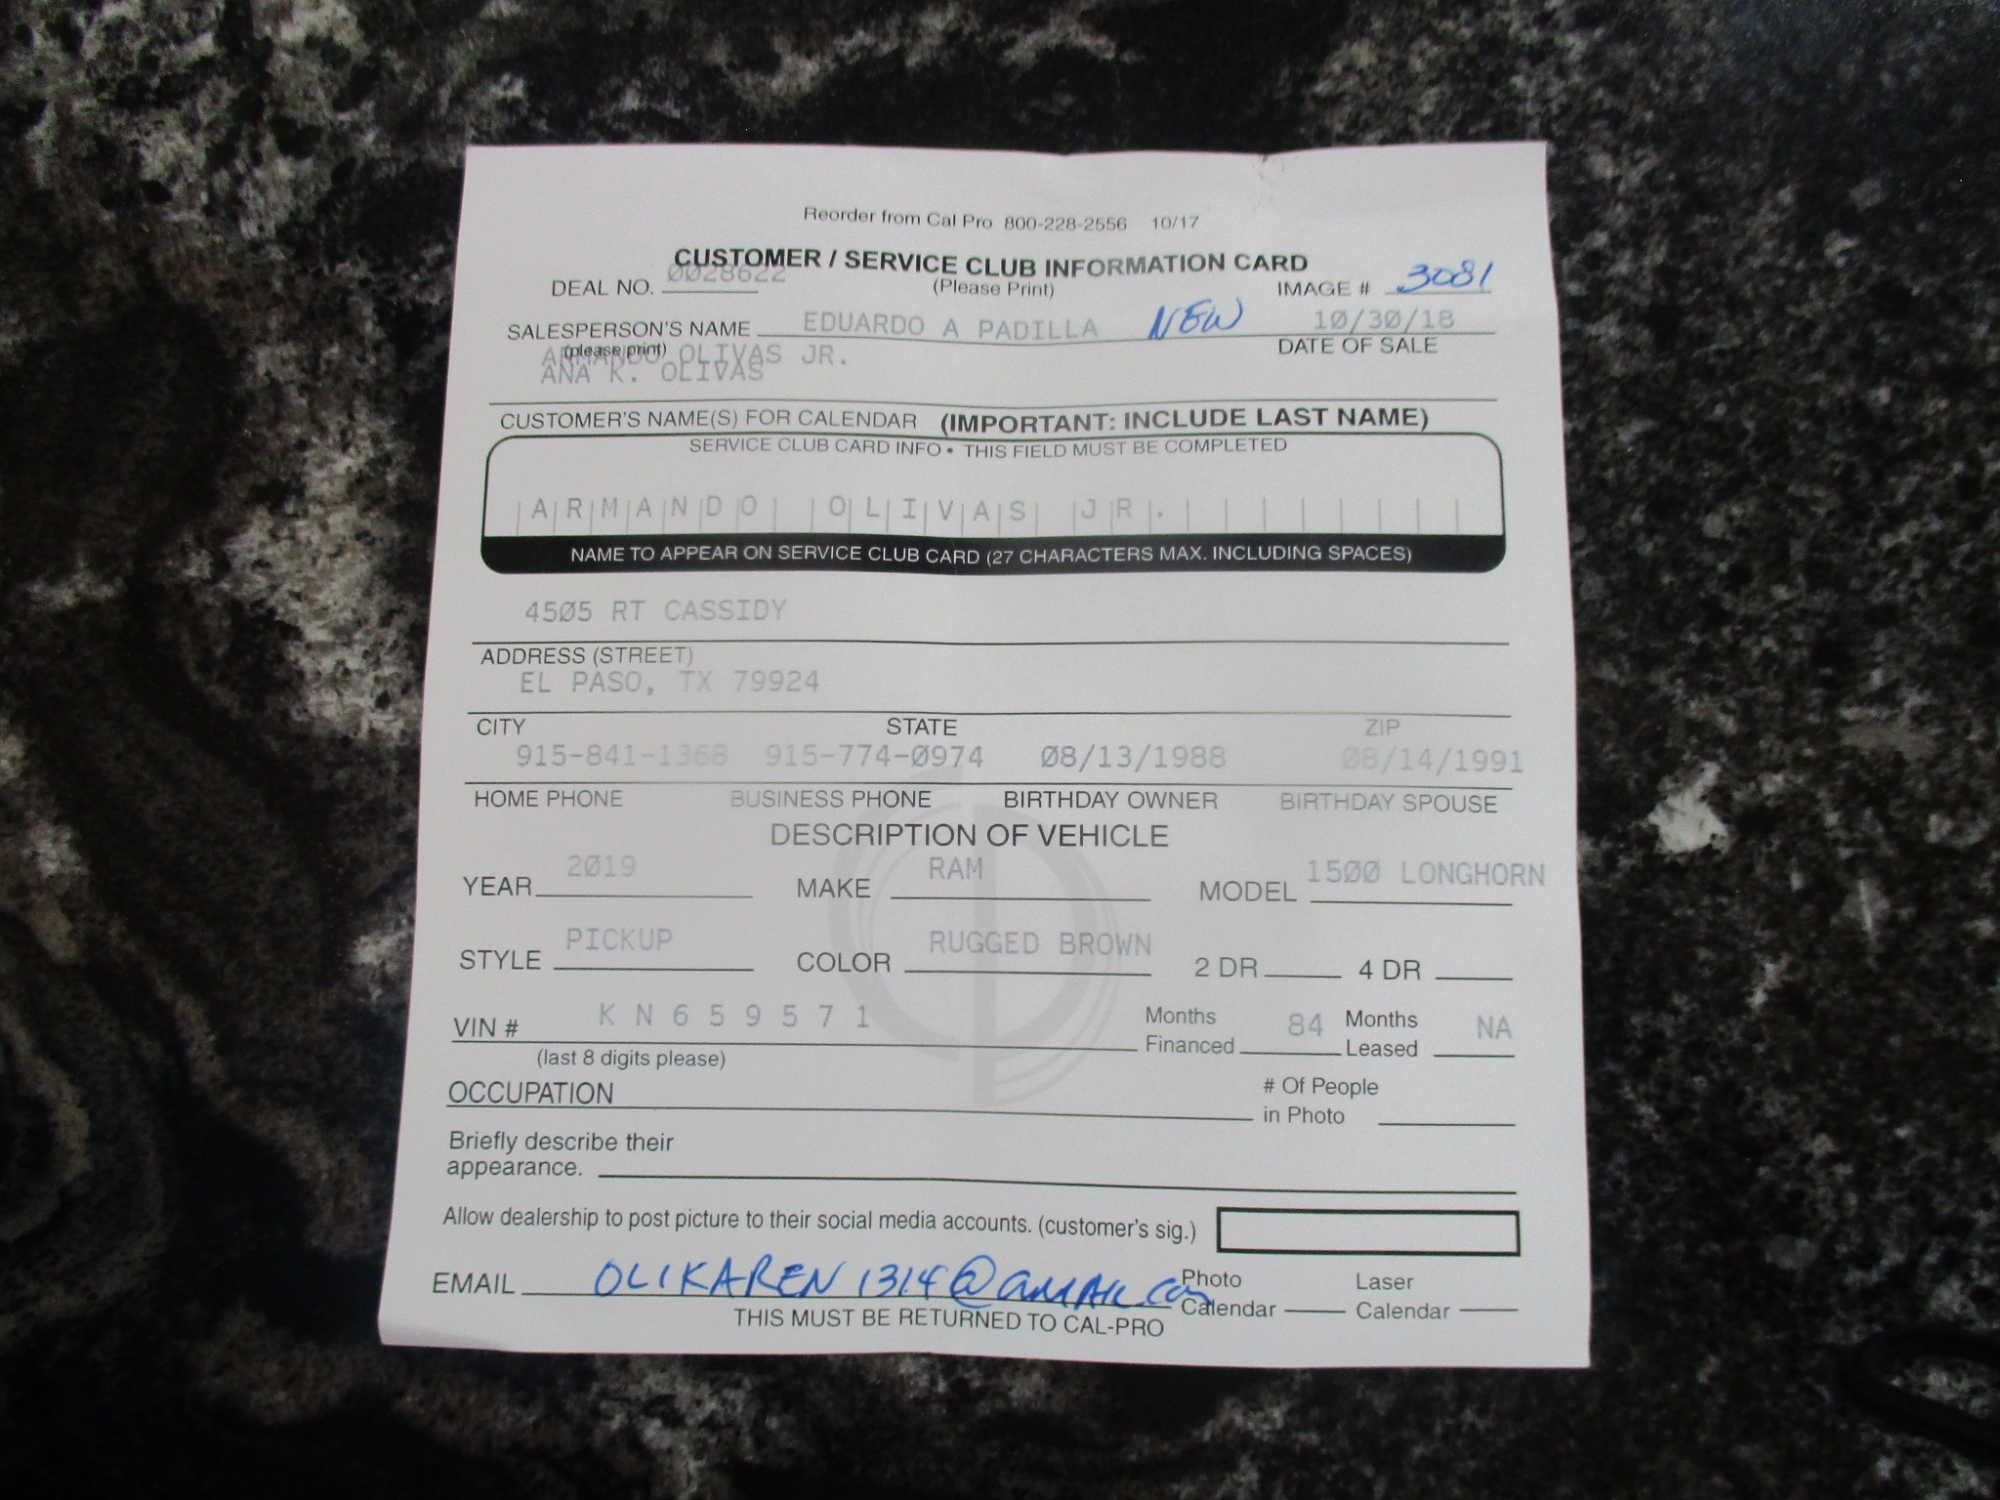 Reorder from Cal Pro 800-228-2556 10/17
CUSTOMER / SERVICE CLUB INFORMATION CARD
DEAL NO. 0028622 (Please Print) IMAGE # 3081
SALESPERSON'S NAME EDUARDO A PADILLA NEW 10/30/18
(please print) DATE OF SALE
ARMANDO OLIVAS JR.
ANA K. OLIVAS
CUSTOMER'S NAME(S) FOR CALENDAR (IMPORTANT: INCLUDE LAST NAME)
SERVICE CLUB CARD INFO • THIS FIELD MUST BE COMPLETED
ARMANDO OLIVAS JR.
NAME TO APPEAR ON SERVICE CLUB CARD (27 CHARACTERS MAX. INCLUDING SPACES)
4505 RT CASSIDY
ADDRESS (STREET)
EL PASO, TX 79924
CITY STATE ZIP
915-841-1368 915-774-0974 08/13/1988 08/14/1991
HOME PHONE BUSINESS PHONE BIRTHDAY OWNER BIRTHDAY SPOUSE
DESCRIPTION OF VEHICLE
YEAR 2019 MAKE RAM MODEL 1500 LONGHORN
STYLE PICKUP COLOR RUGGED BROWN 2 DR 4 DR
VIN # K N 6 5 9 5 7 1 Months Financed 84 Months Leased NA
(last 8 digits please)
OCCUPATION # Of People in Photo
Briefly describe their
appearance.
Allow dealership to post picture to their social media accounts. (customer's sig.)
EMAIL OLIKAREN1314@ Photo Calendar Laser Calendar
THIS MUST BE RETURNED TO CAL-PRO